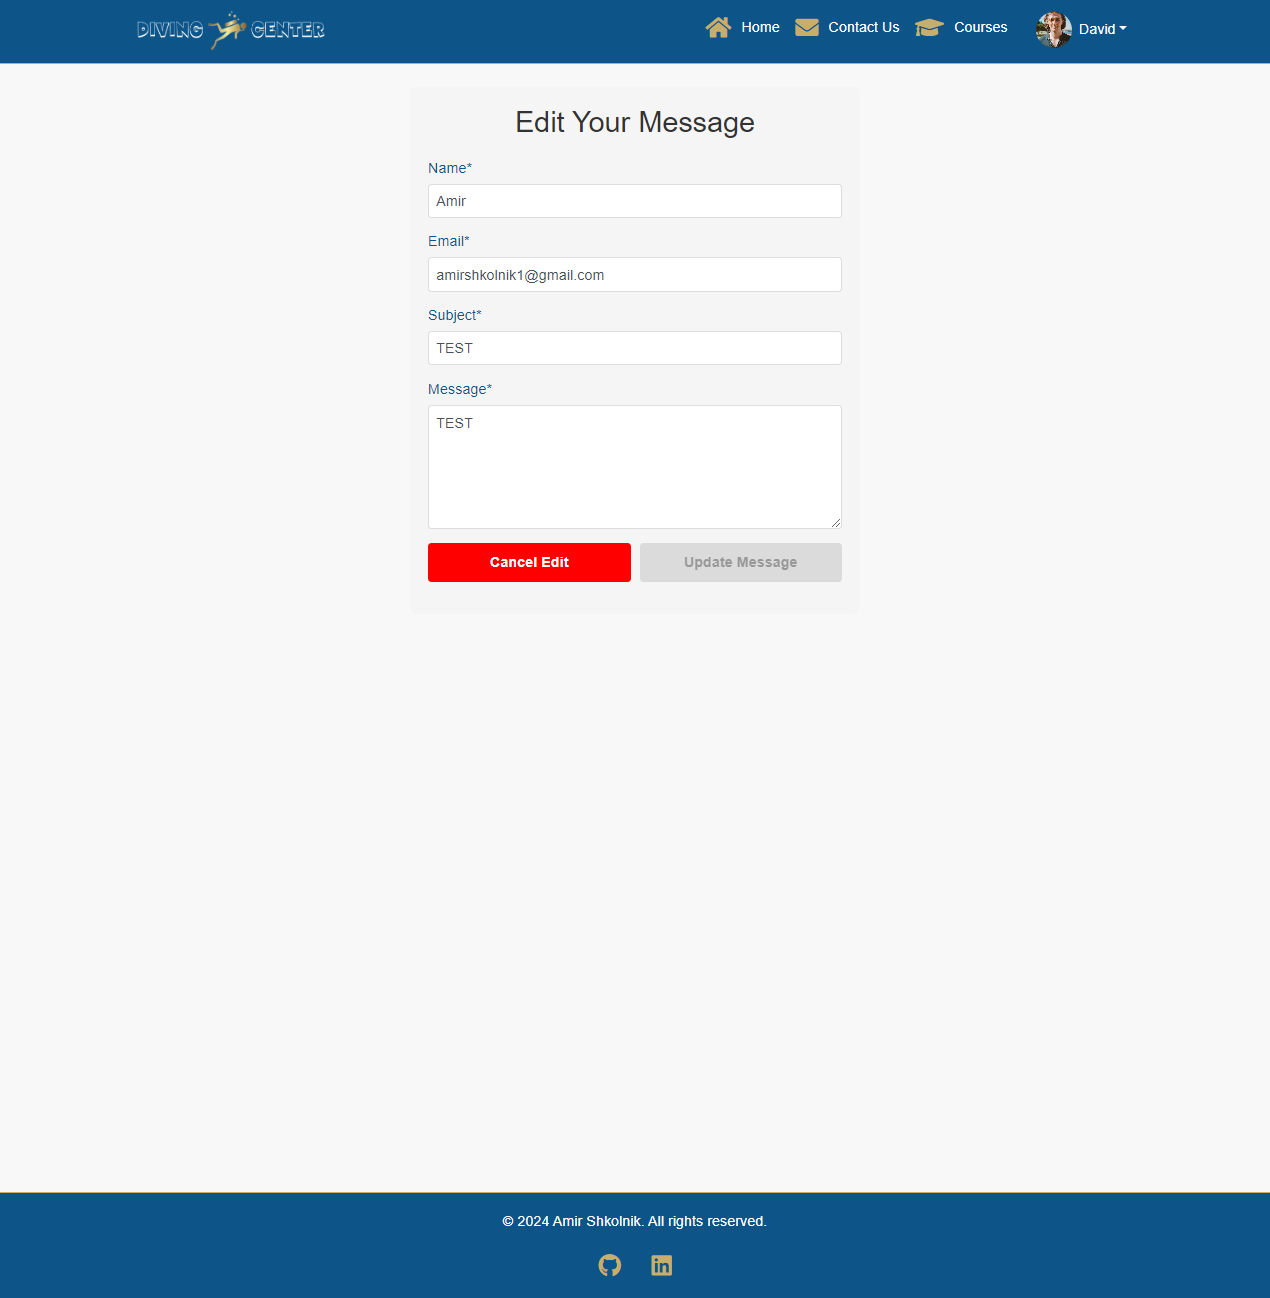 DIVING CENTER
Home Contact Us Courses David
Edit Your Message
Name*
Amir
Email*
amirshkolnik1@gmail.com
Subject*
TEST
Message*
TEST
Cancel Edit Update Message
© 2024 Amir Shkolnik. All rights reserved.
in